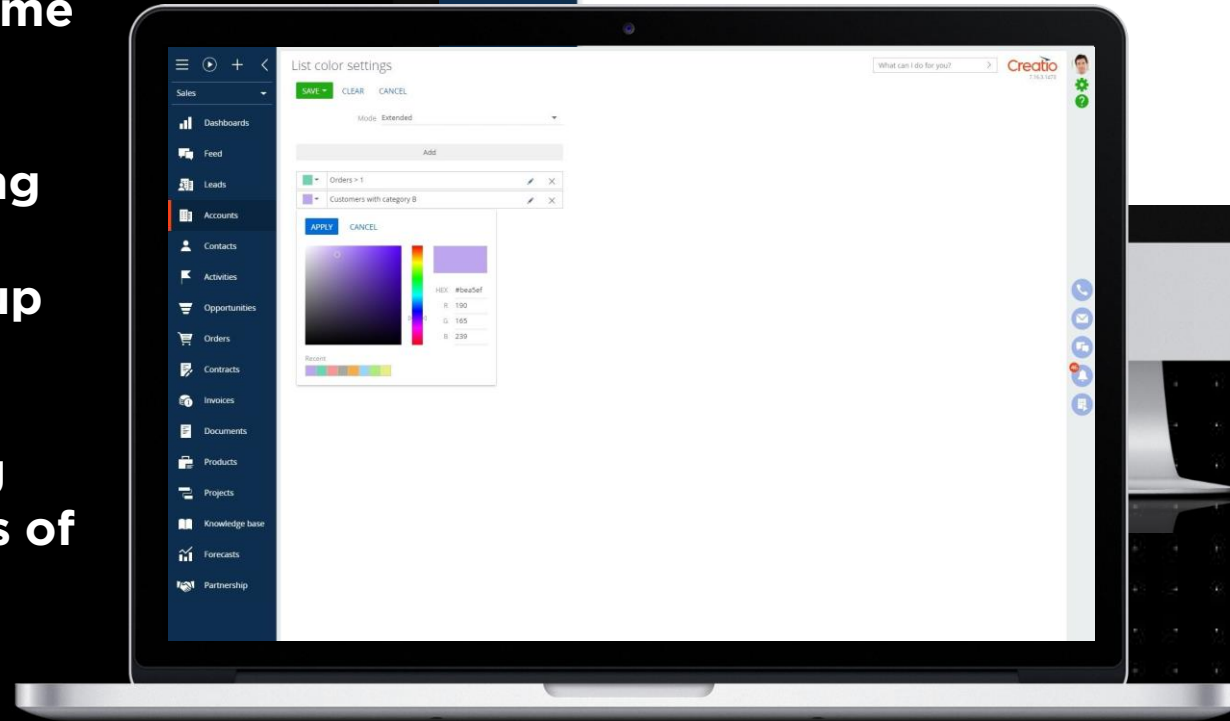 me
ng
up
g
s of
List color settings
What can I do for you?
Creatio
Sales
SAVE
CLEAR
CANCEL
Mode Extended
Add
Orders > 1
Customers with category B
APPLY
CANCEL
HEX #bea5ef
R 190
G 165
B 239
Recent
Dashboards
Feed
Leads
Accounts
Contacts
Activities
Opportunities
Orders
Contracts
Invoices
Documents
Products
Projects
Knowledge base
Forecasts
Partnership